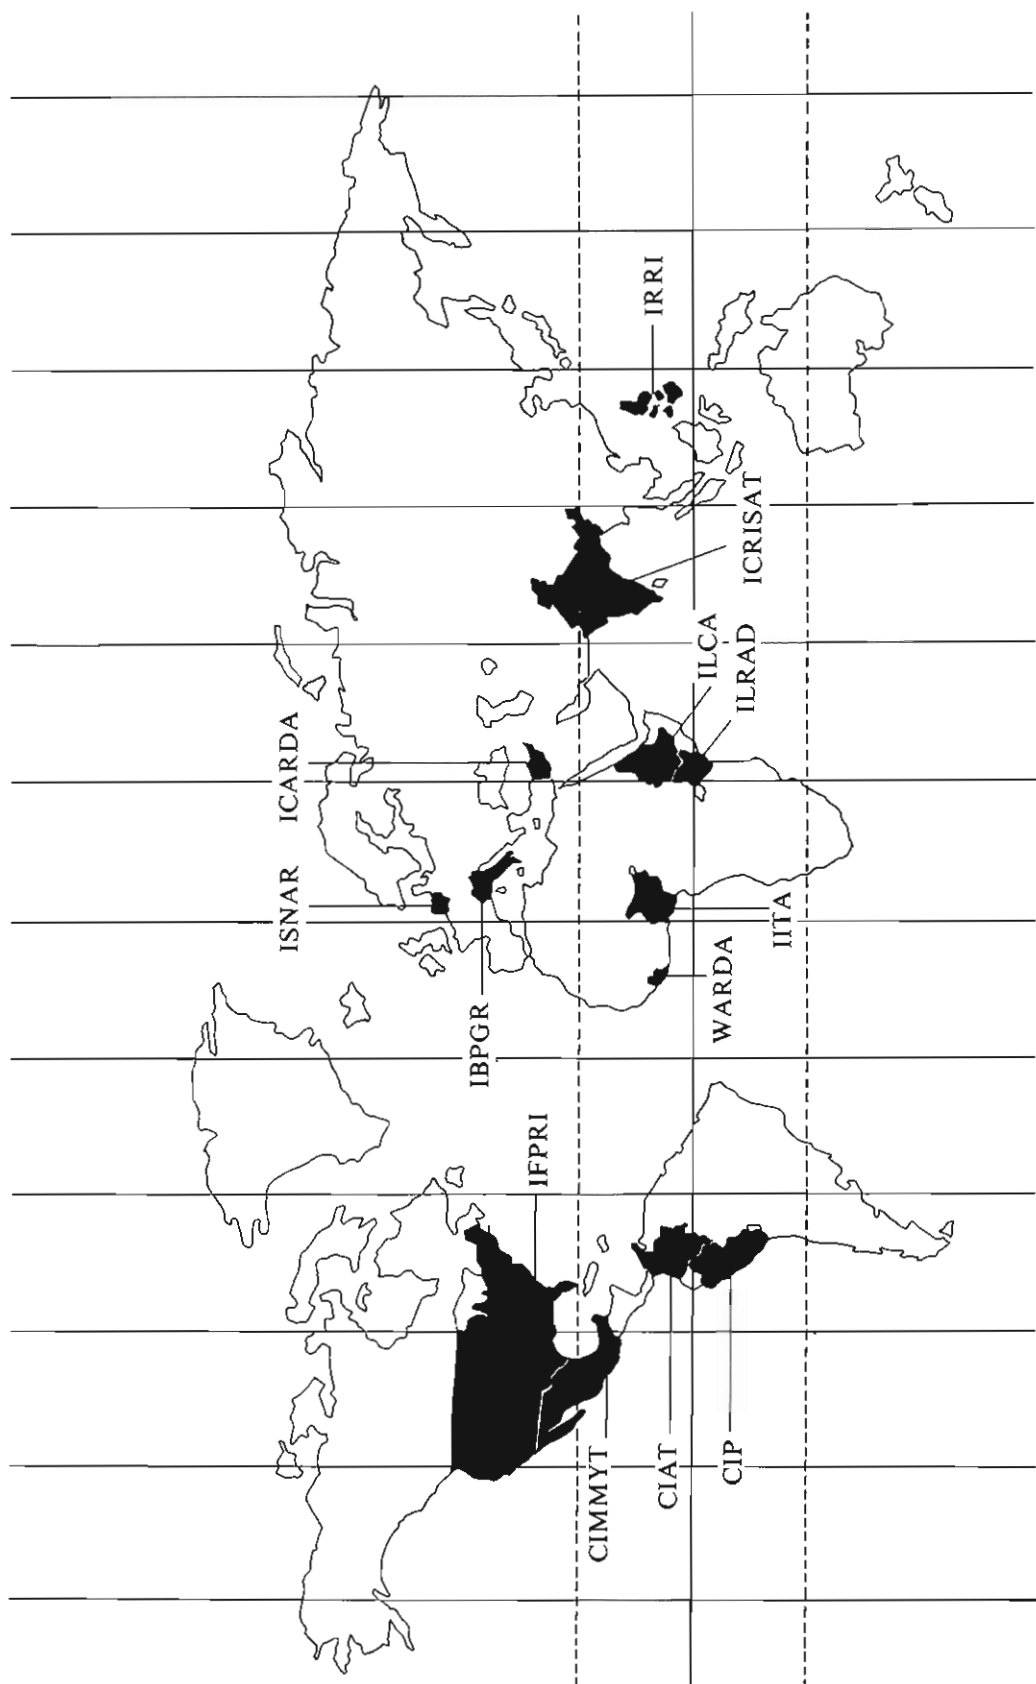 ISNAR
ICARDA
IBPGR
IFPRI
CIMMYT
IRRI
CIAT
ILCA
WARDA
CIP
ILRAD
ICRISAT
IITA